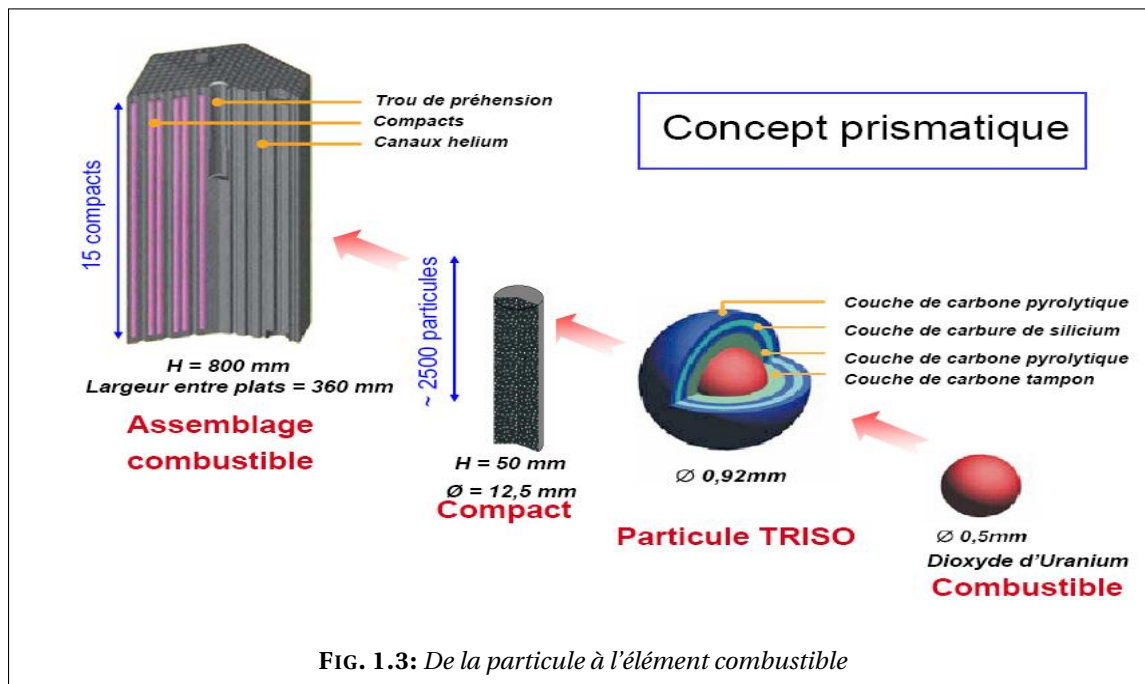 Concept prismatique
Trou de préhension
Compacts
Canaux helium
15 compacts
H = 800 mm
Largeur entre plats = 360 mm
Assemblage
combustible
~ 2500 particules
H = 50 mm
Ø = 12,5 mm
Compact
Couche de carbone pyrolytique
Couche de carbure de silicium
Couche de carbone pyrolytique
Couche de carbone tampon
Ø 0,92mm
Particule TRISO
Ø 0,5mm
Dioxyde d'Uranium
Combustible
FIG. 1.3: De la particule à l'élément combustible